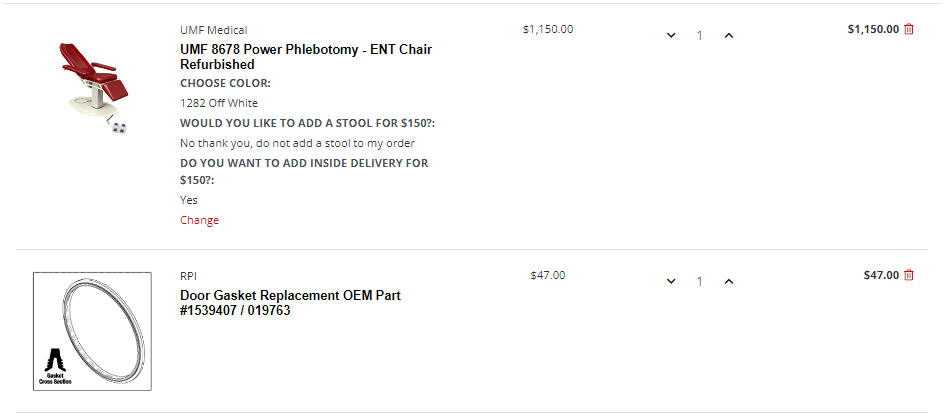 UMF Medical
$1,150.00
1
$1,150.00
UMF 8678 Power Phlebotomy - ENT Chair
Refurbished
CHOOSE COLOR:
1282 Off White
WOULD YOU LIKE TO ADD A STOOL FOR $150?:
No thank you, do not add a stool to my order
DO YOU WANT TO ADD INSIDE DELIVERY FOR
$150?:
Yes
Change
RPI
$47.00
1
$47.00
Door Gasket Replacement OEM Part
#1539407 / 019763
Gasket
Cross Section